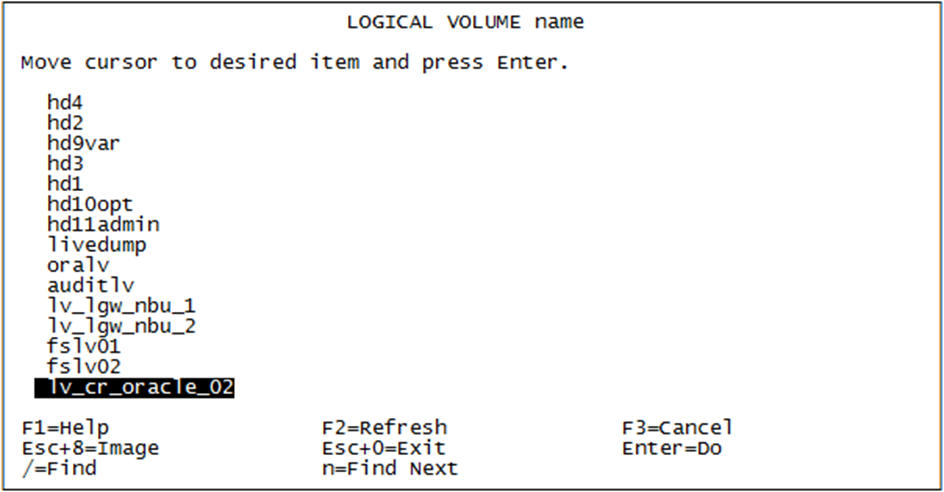 LOGICAL VOLUME name
Move cursor to desired item and press Enter.
hd4
hd2
hd9var
hd3
hd1
hd10opt
hd11admin
livedump
oralv
auditlv
lv_lgw_nbu_1
lv_lgw_nbu_2
fslv01
fslv02
lv_cr_oracle_02
F1=Help F2=Refresh F3=Cancel
Esc+8=Image Esc+0=Exit Enter=Do
/=Find n=Find Next